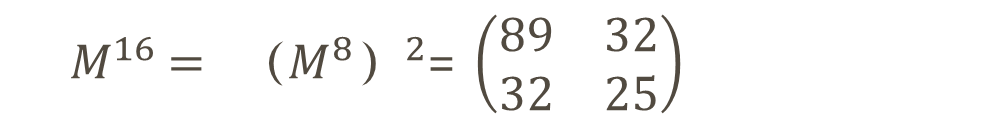 M¹⁶ = (M⁸) ² = (89 32
32 25)